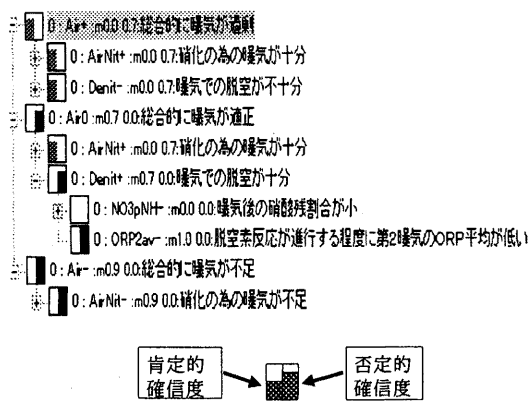 0 : Air+ :m0.0 0.7:総合的に曝気が過剰
0 : AirNit+ :m0.0 0.7:硝化の為の曝気が十分
0 : Denit- :m0.0 0.7:曝気での脱窒が不十分
0 : Air0 :m0.7 0.0:総合的に曝気が適正
0 : AirNit+ :m0.0 0.7:硝化の為の曝気が十分
0 : Denit+ :m0.7 0.0:曝気での脱空が十分
0 : NO3pNH- :m0.0 0.0:曝気後の硝酸残割合が小
0 : ORP2av- :m1.0 0.0:脱空素反応が進行する程度に第2曝気のORP平均が低い
0 : Air- :m0.9 0.0:総合的に曝気が不足
0 : AirNit- :m0.9 0.0:硝化の為の曝気が不足
肯定的
確信度
否定的
確信度